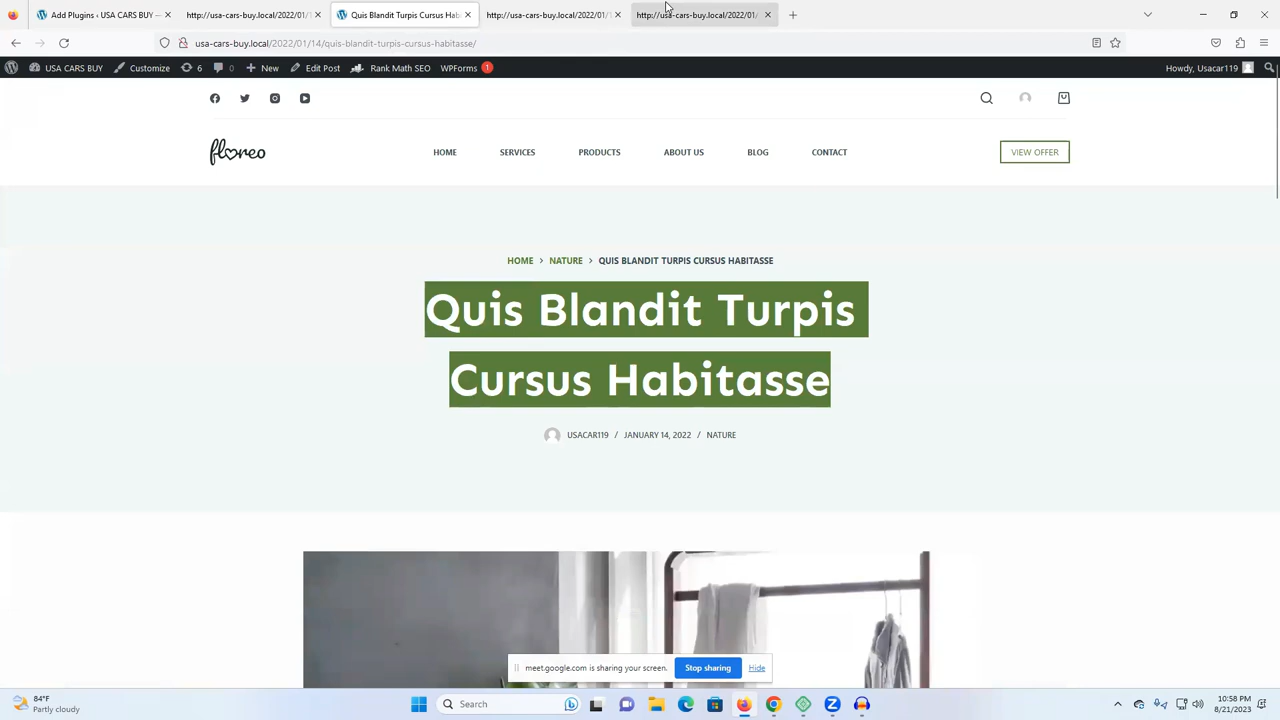 Add Plugins ‹ USA CARS BUY —
http://usa-cars-buy.local/2022/01/1
Quis Blandit Turpis Cursus Hab
http://usa-cars-buy.local/2022/01/1
http://usa-cars-buy.local/2022/01/
usa-cars-buy.local/2022/01/14/quis-blandit-turpis-cursus-habitasse/
USA CARS BUY
Customize
6
0
New
Edit Post
Rank Math SEO
WPForms 1
Howdy, Usacar119
floreo
HOME
SERVICES
PRODUCTS
ABOUT US
BLOG
CONTACT
VIEW OFFER
HOME > NATURE > QUIS BLANDIT TURPIS CURSUS HABITASSE
Quis Blandit Turpis
Cursus Habitasse
USACAR119 / JANUARY 14, 2022 / NATURE
meet.google.com is sharing your screen.
Stop sharing
Hide
84°F
Partly cloudy
Search
10:58 PM
8/21/2023